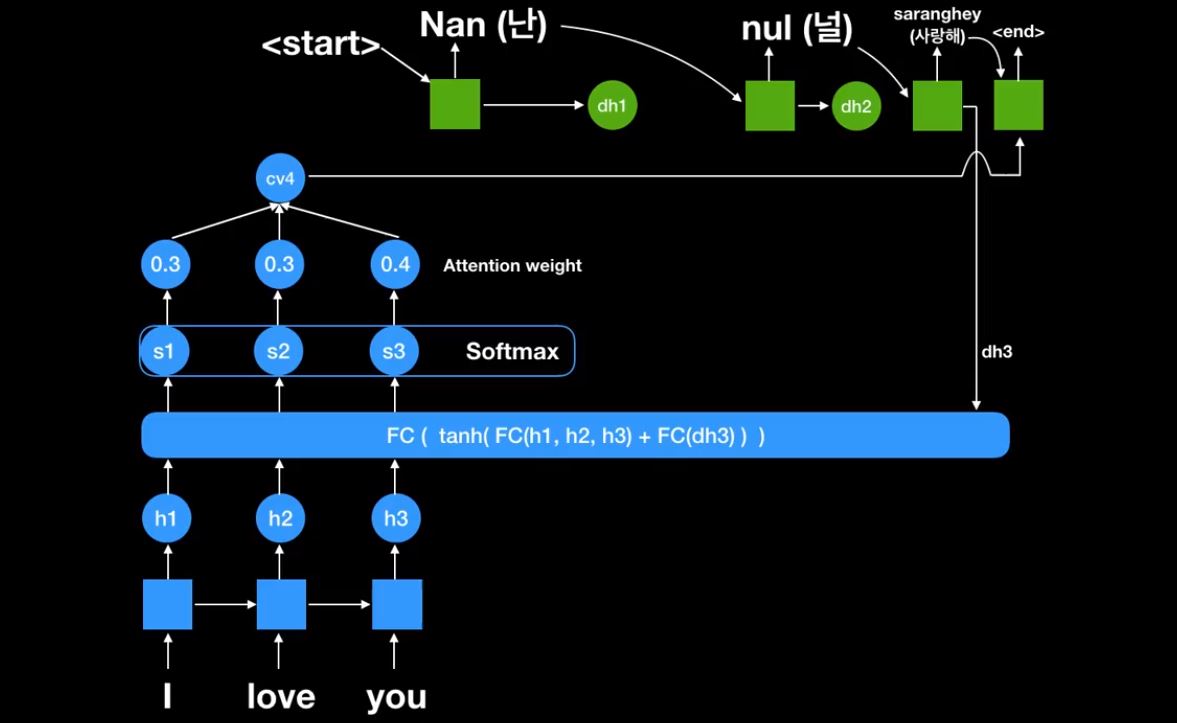 <start>
Nan (난)
nul (널)
saranghey
(사랑해)
<end>
dh1
dh2
cv4
0.3
0.3
0.4
Attention weight
s1
s2
s3
Softmax
dh3
FC ( tanh( FC(h1, h2, h3) + FC(dh3) ) )
h1
h2
h3
I
love
you